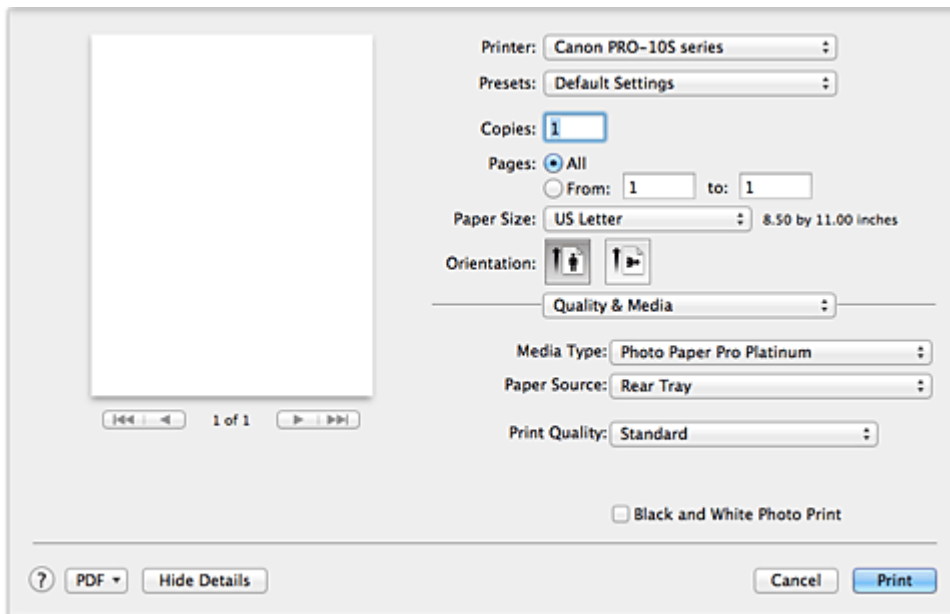 Printer: Canon PRO-10S series
Presets: Default Settings
Copies: 1
Pages: All
From: 1 to: 1
Paper Size: US Letter 8.50 by 11.00 inches
Orientation:
Quality & Media
Media Type: Photo Paper Pro Platinum
Paper Source: Rear Tray
1 of 1
Print Quality: Standard
Black and White Photo Print
? PDF Hide Details Cancel Print